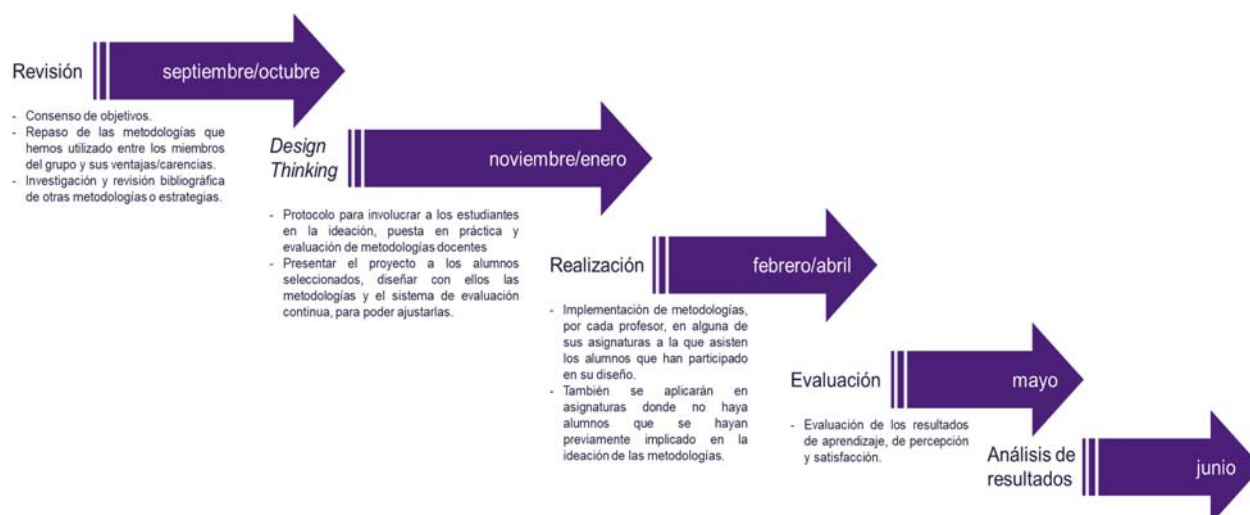 Revisión
septiembre/octubre
- Consenso de objetivos.
- Repaso de las metodologías que
hemos utilizado entre los miembros
del grupo y sus ventajas/carencias.
- Investigación y revisión bibliográfica
de otras metodologías o estrategias.
Design
Thinking
noviembre/enero
- Protocolo para involucrar a los estudiantes
en la ideación, puesta en práctica y
evaluación de metodologías docentes
- Presentar el proyecto a los alumnos
seleccionados, diseñar con ellos las
metodologías y el sistema de evaluación
continua, para poder ajustarlas.
Realización
febrero/abril
- Implementación de metodologías,
por cada profesor, en alguna de
sus asignaturas a la que asisten
los alumnos que han participado
en su diseño.
- También se aplicarán en
asignaturas donde no haya
alumnos que se hayan
previamente implicado en la
ideación de las metodologías.
Evaluación
mayo
- Evaluación de los resultados
de aprendizaje, de percepción
y satisfacción.
Análisis de
resultados
junio